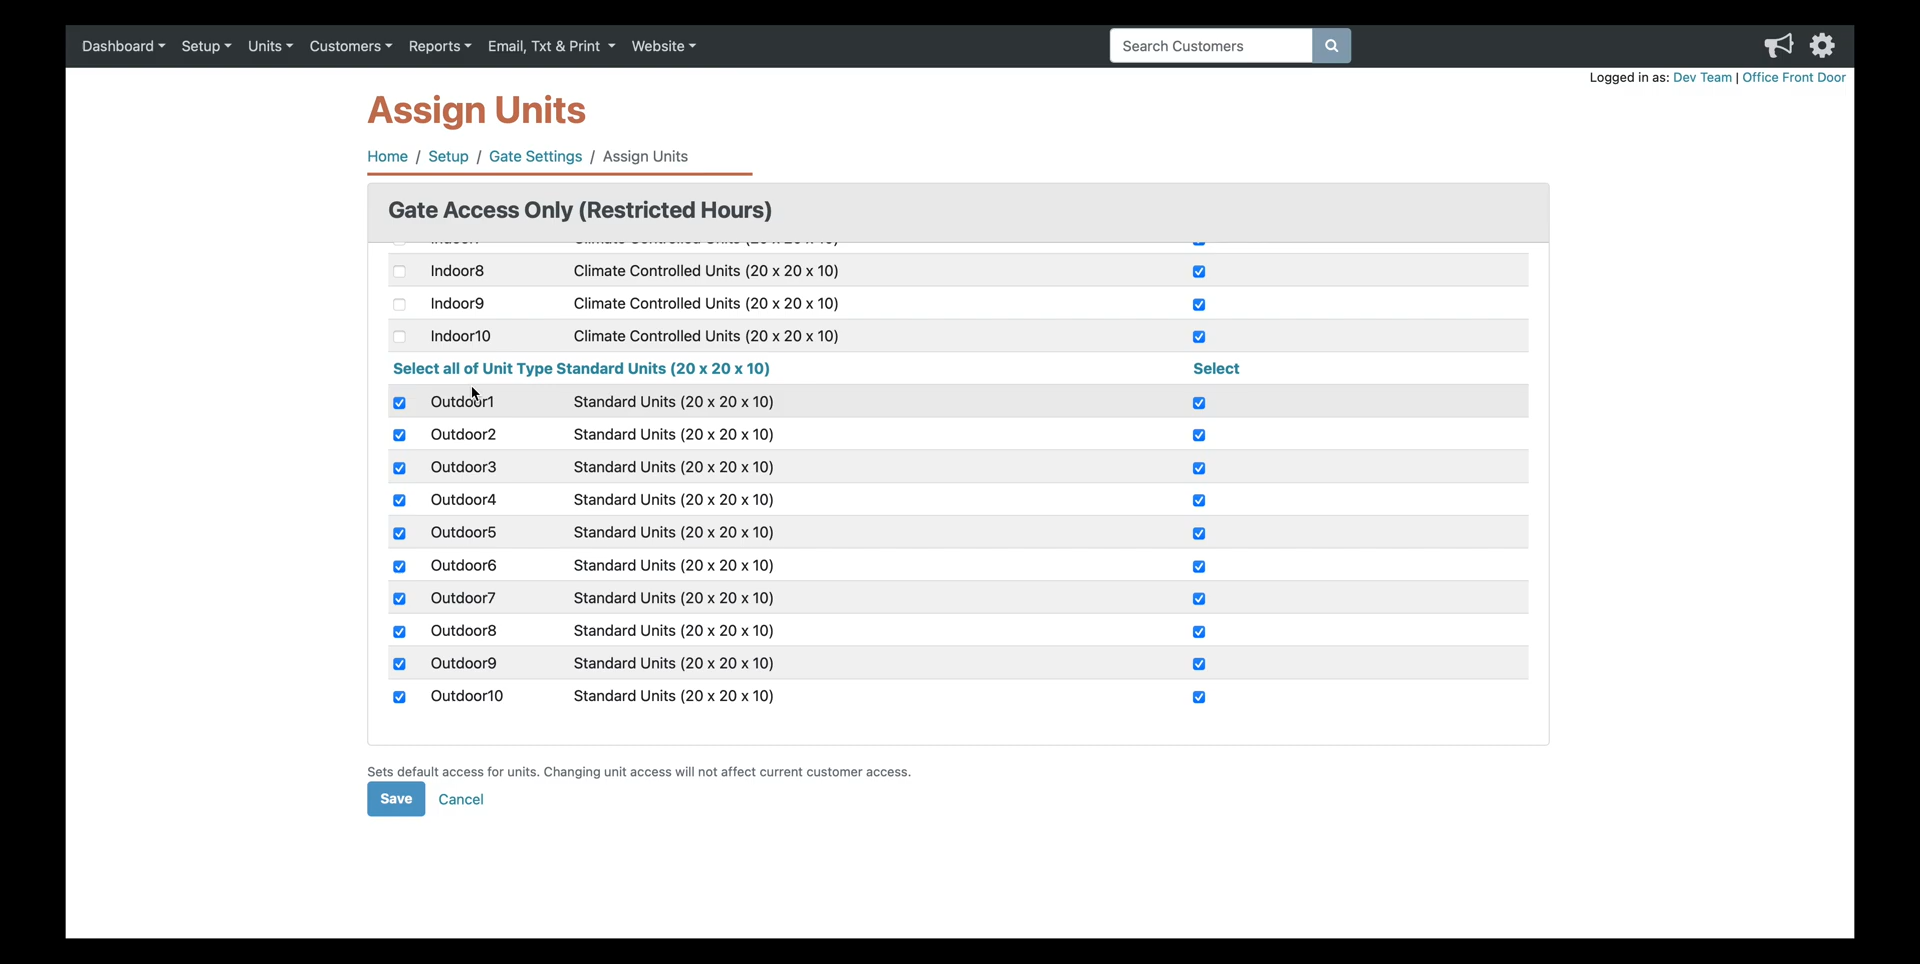 Dashboard Setup Units Customers Reports Email, Txt & Print Website Search Customers
Logged in as: Dev Team | Office Front Door
Assign Units
Home / Setup / Gate Settings / Assign Units
Gate Access Only (Restricted Hours)
Indoor8 Climate Controlled Units (20 x 20 x 10)
Indoor9 Climate Controlled Units (20 x 20 x 10)
Indoor10 Climate Controlled Units (20 x 20 x 10)
Select all of Unit Type Standard Units (20 x 20 x 10) Select
Outdoor1 Standard Units (20 x 20 x 10)
Outdoor2 Standard Units (20 x 20 x 10)
Outdoor3 Standard Units (20 x 20 x 10)
Outdoor4 Standard Units (20 x 20 x 10)
Outdoor5 Standard Units (20 x 20 x 10)
Outdoor6 Standard Units (20 x 20 x 10)
Outdoor7 Standard Units (20 x 20 x 10)
Outdoor8 Standard Units (20 x 20 x 10)
Outdoor9 Standard Units (20 x 20 x 10)
Outdoor10 Standard Units (20 x 20 x 10)
Sets default access for units. Changing unit access will not affect current customer access.
Save Cancel